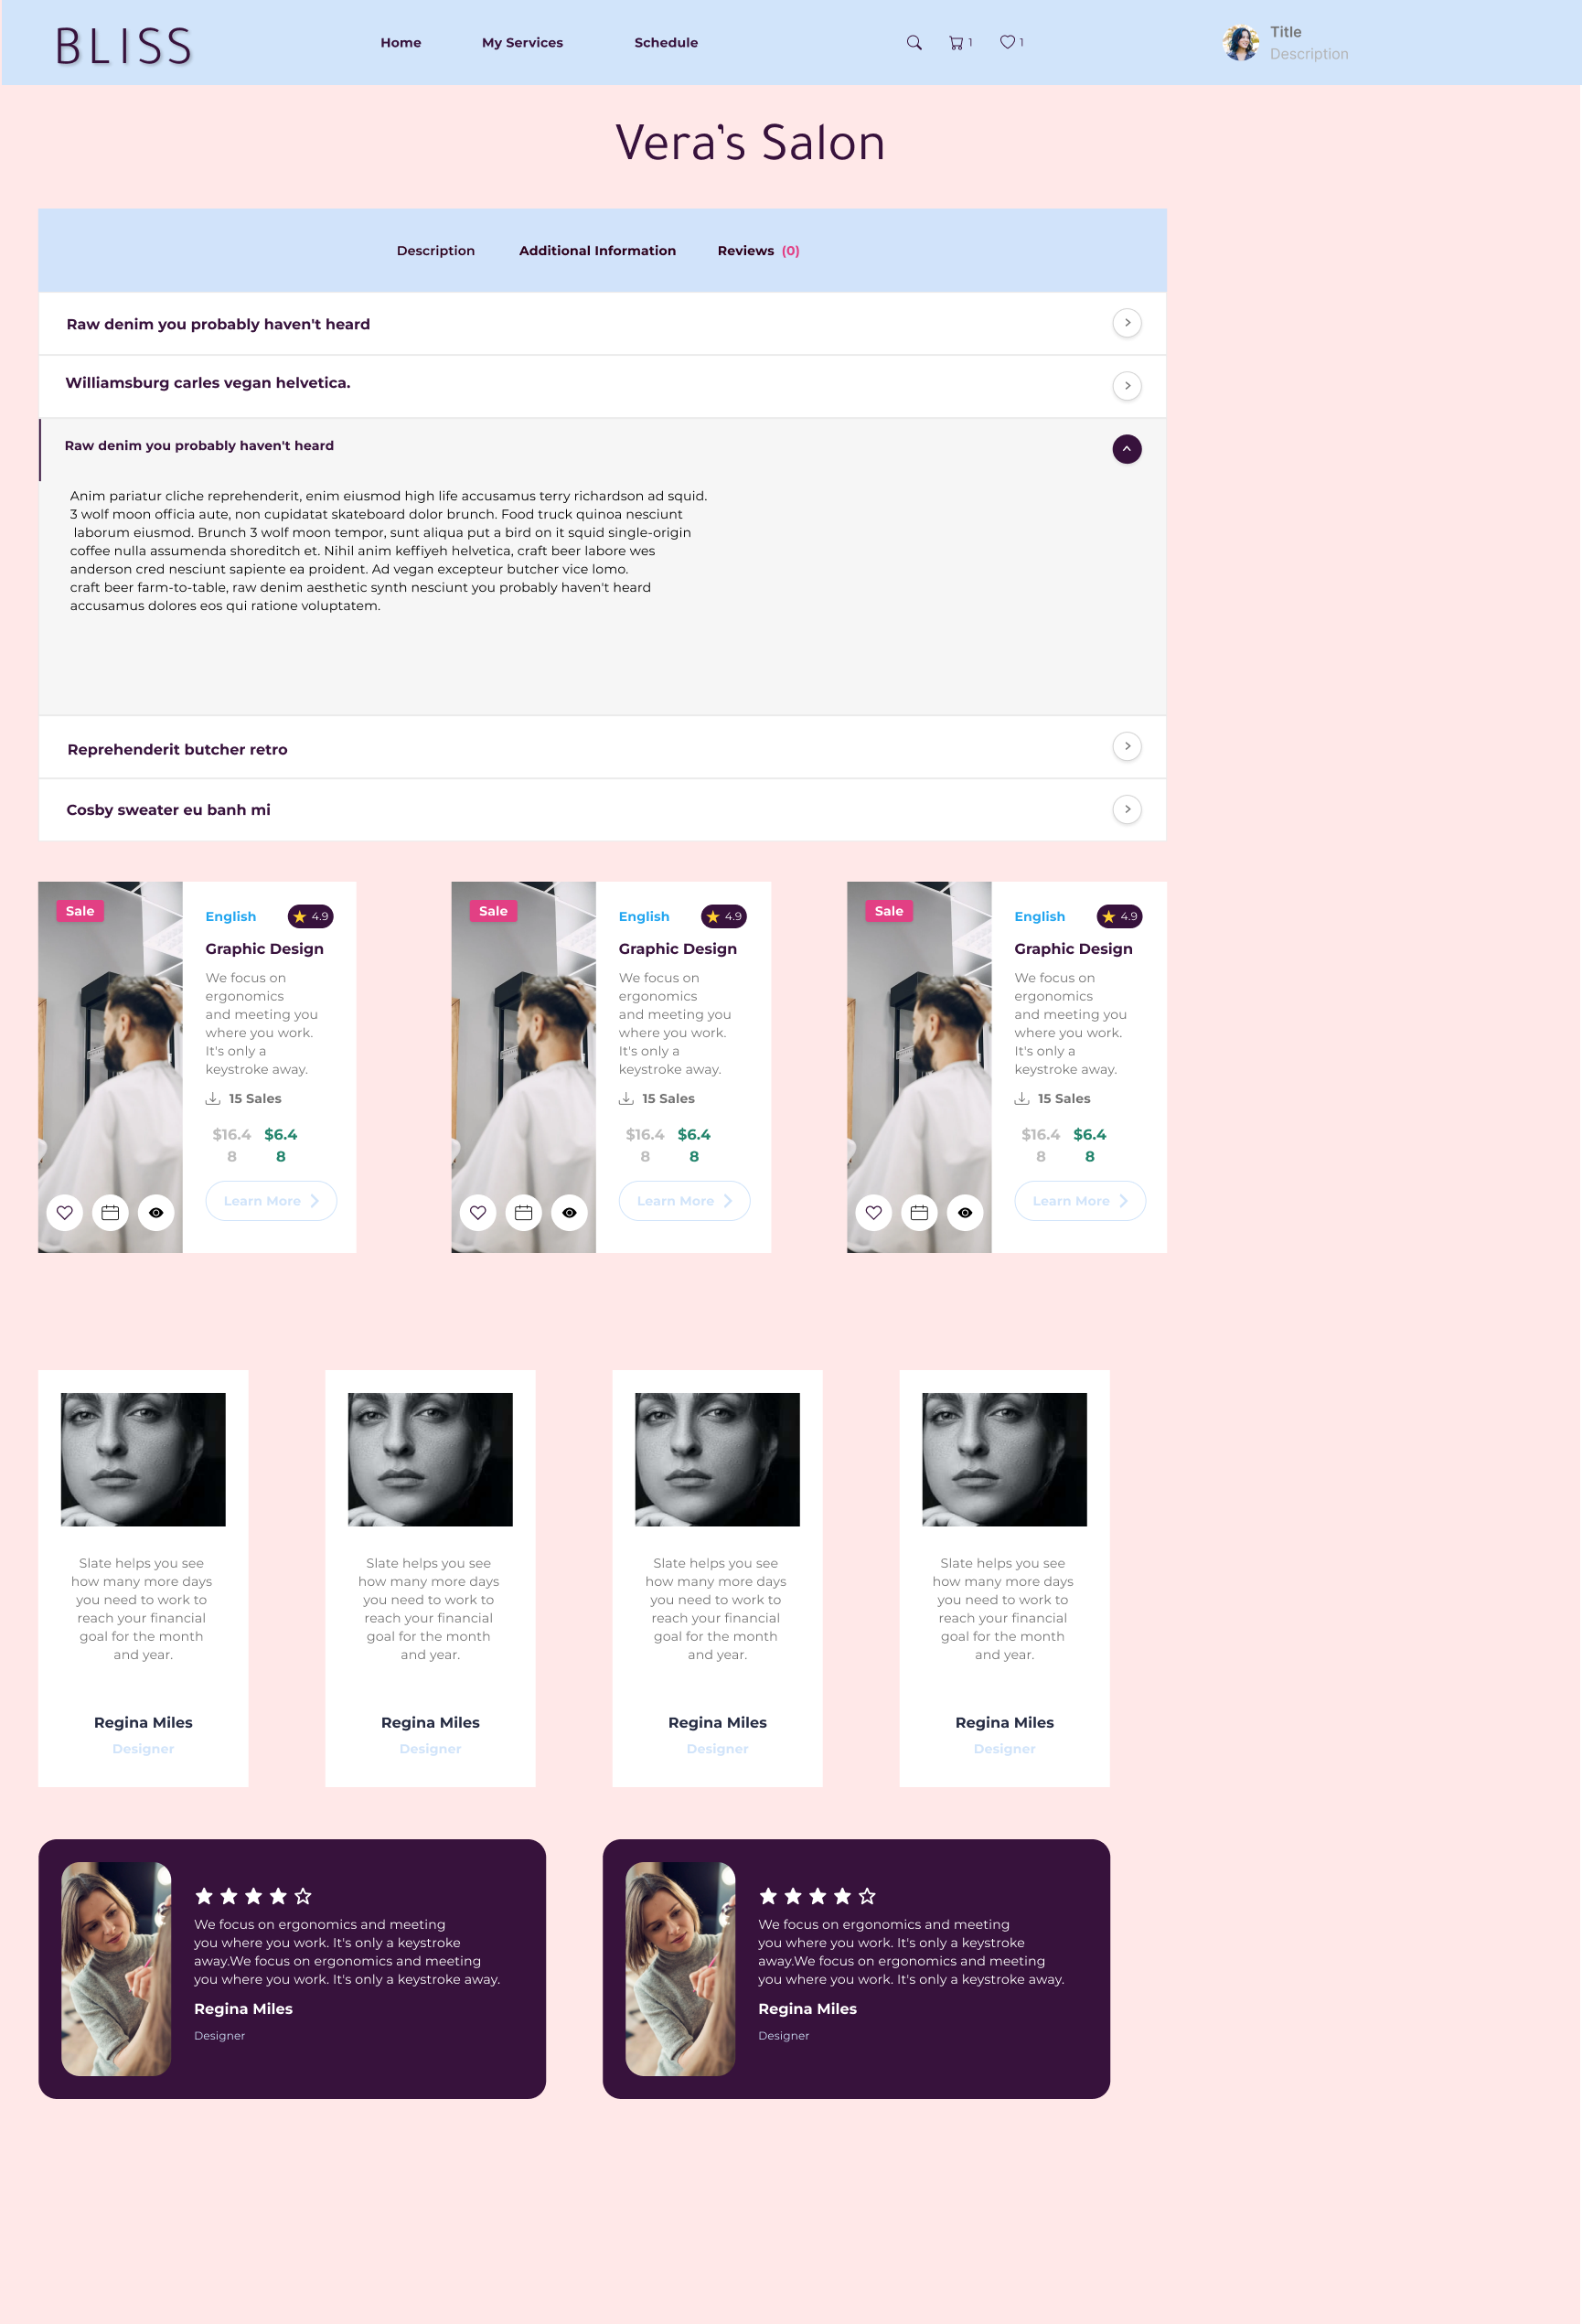 BLISS
Home
My Services
Schedule
1
1
Title
Description
Vera’s Salon
Description
Additional Information
Reviews (0)
Raw denim you probably haven't heard
Williamsburg carles vegan helvetica.
Raw denim you probably haven't heard
Anim pariatur cliche reprehenderit, enim eiusmod high life accusamus terry richardson ad squid.
3 wolf moon officia aute, non cupidatat skateboard dolor brunch. Food truck quinoa nesciunt
laborum eiusmod. Brunch 3 wolf moon tempor, sunt aliqua put a bird on it squid single-origin
coffee nulla assumenda shoreditch et. Nihil anim keffiyeh helvetica, craft beer labore wes
anderson cred nesciunt sapiente ea proident. Ad vegan excepteur butcher vice lomo.
craft beer farm-to-table, raw denim aesthetic synth nesciunt you probably haven't heard
accusamus dolores eos qui ratione voluptatem.
Reprehenderit butcher retro
Cosby sweater eu banh mi
Sale
English
4.9
Graphic Design
We focus on
ergonomics
and meeting you
where you work.
It's only a
keystroke away.
15 Sales
$16.4
8
$6.4
8
Learn More
Sale
English
4.9
Graphic Design
We focus on
ergonomics
and meeting you
where you work.
It's only a
keystroke away.
15 Sales
$16.4
8
$6.4
8
Learn More
Sale
English
4.9
Graphic Design
We focus on
ergonomics
and meeting you
where you work.
It's only a
keystroke away.
15 Sales
$16.4
8
$6.4
8
Learn More
Slate helps you see
how many more days
you need to work to
reach your financial
goal for the month
and year.
Regina Miles
Designer
Slate helps you see
how many more days
you need to work to
reach your financial
goal for the month
and year.
Regina Miles
Designer
Slate helps you see
how many more days
you need to work to
reach your financial
goal for the month
and year.
Regina Miles
Designer
Slate helps you see
how many more days
you need to work to
reach your financial
goal for the month
and year.
Regina Miles
Designer
We focus on ergonomics and meeting
you where you work. It's only a keystroke
away.We focus on ergonomics and meeting
you where you work. It's only a keystroke away.
Regina Miles
Designer
We focus on ergonomics and meeting
you where you work. It's only a keystroke
away.We focus on ergonomics and meeting
you where you work. It's only a keystroke away.
Regina Miles
Designer